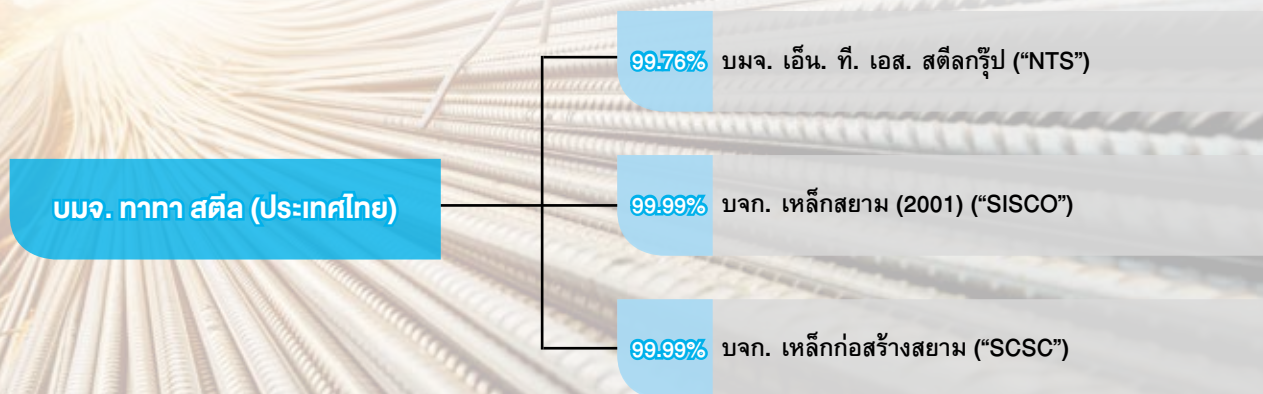 99.76% บมจ. เอ็น. ที. เอส. สตีลกรุ๊ป (“NTS”)
บมจ. ทาทา สตีล (ประเทศไทย)
99.99% บจก. เหล็กสยาม (2001) (“SISCO”)
99.99% บจก. เหล็กก่อสร้างสยาม (“SCSC”)